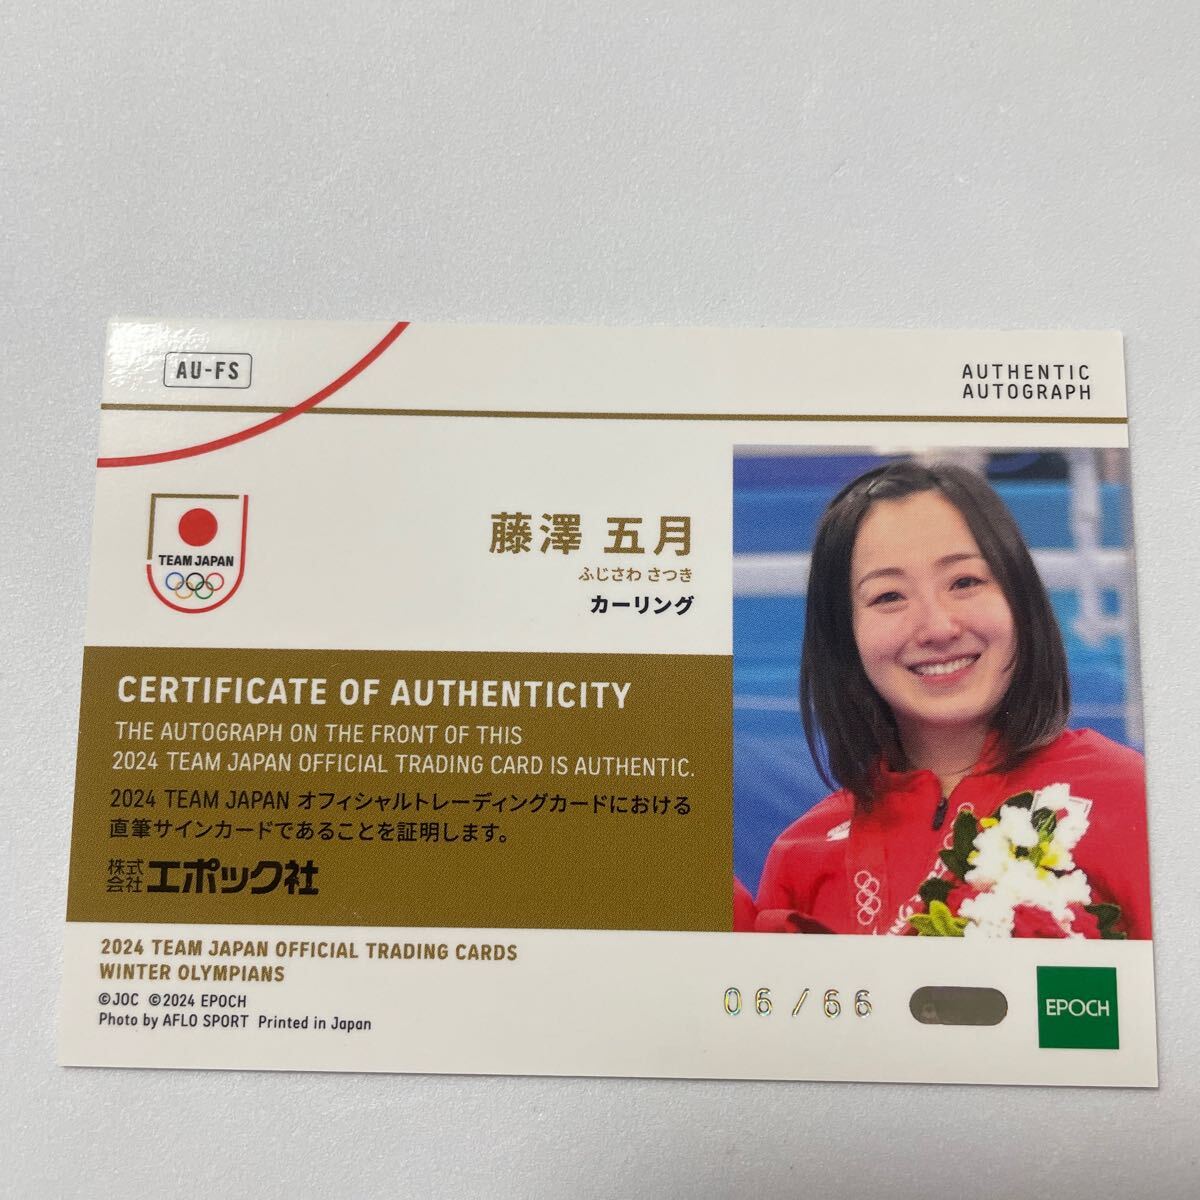 AU-FS
AUTHENTIC
AUTOGRAPH
TEAM JAPAN
藤澤 五月
ふじさわ さつき
カーリング
CERTIFICATE OF AUTHENTICITY
THE AUTOGRAPH ON THE FRONT OF THIS
2024 TEAM JAPAN OFFICIAL TRADING CARD IS AUTHENTIC.
2024 TEAM JAPAN オフィシャルトレーディングカードにおける
直筆サインカードであることを証明します。
株式会社 エポック社
2024 TEAM JAPAN OFFICIAL TRADING CARDS
WINTER OLYMPIANS
©JOC ©2024 EPOCH
Photo by AFLO SPORT Printed in Japan
06/66
EPOCH